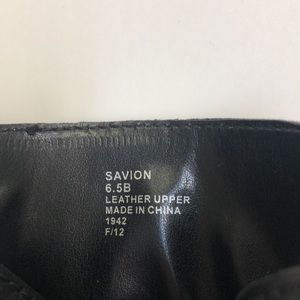 SAVION
6.5B
LEATHER UPPER
MADE IN CHINA
1942
F/12